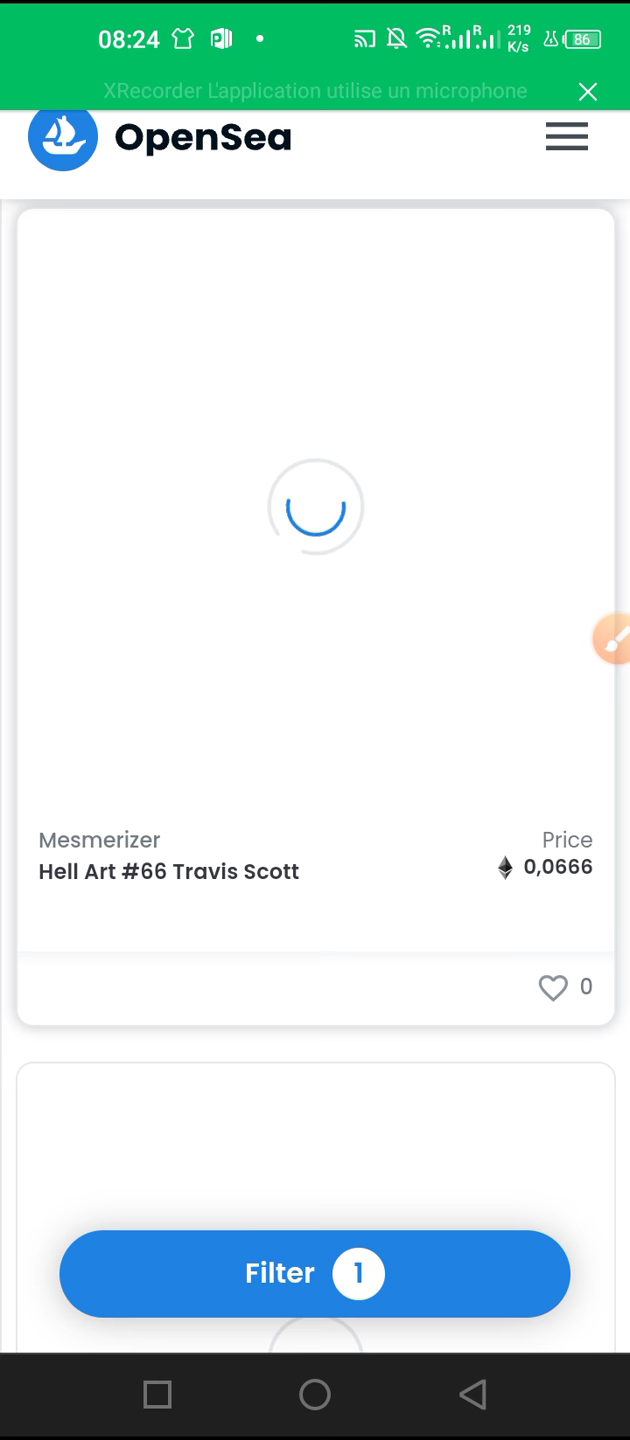 08:24
R R 219 K/s 86
XRecorder L'application utilise un microphone
OpenSea
Mesmerizer
Price
Hell Art #66 Travis Scott
0,0666
0
Filter 1